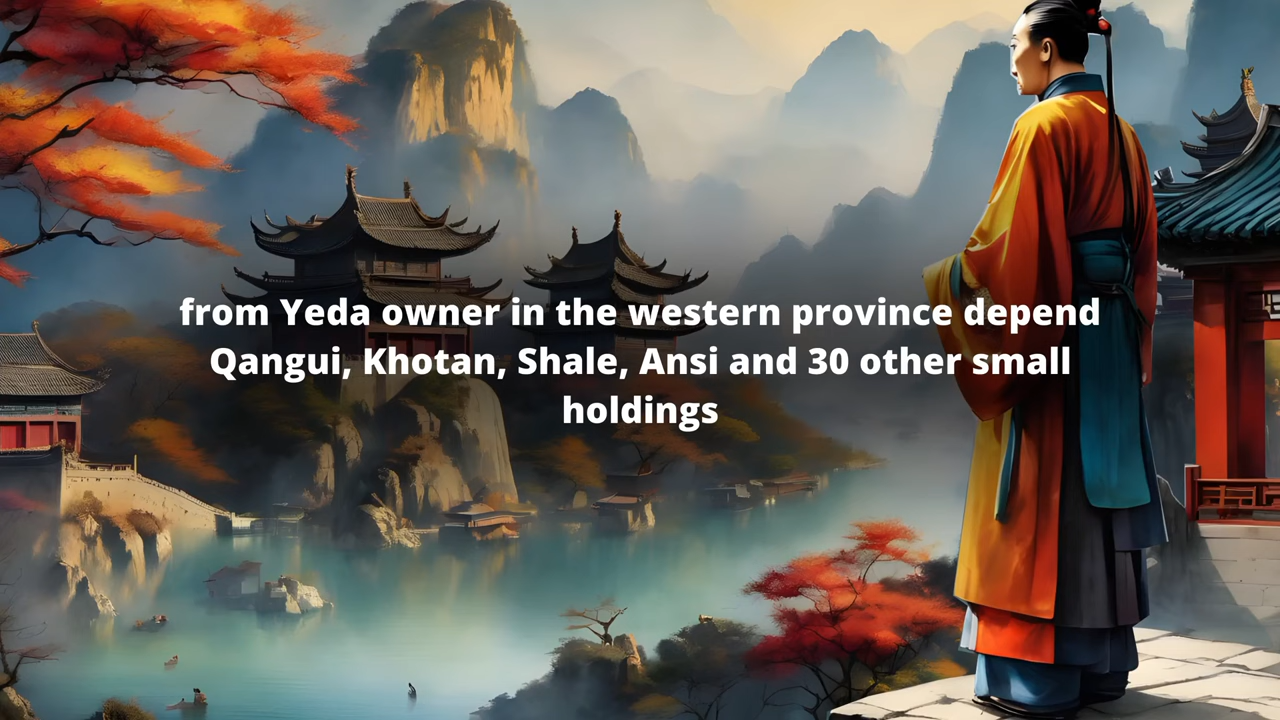 from Yeda owner in the western province depend
Qangui, Khotan, Shale, Ansi and 30 other small
holdings